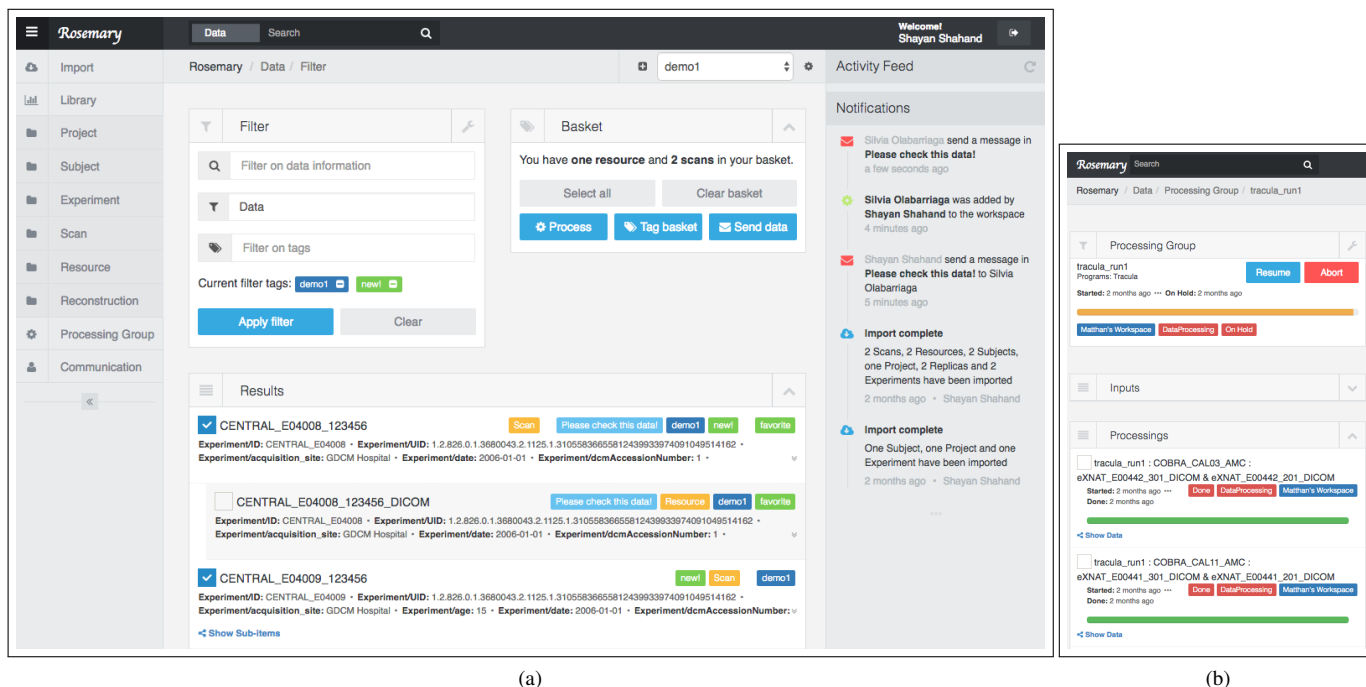 Rosemary
Data Search
Welcome!
Shayan Shahand
Import
Library
Project
Subject
Experiment
Scan
Resource
Reconstruction
Processing Group
Communication
«
Rosemary / Data / Filter
demo1
Filter
Filter on data information
Data
Filter on tags
Current filter tags: demo1 new!
Apply filter Clear
Basket
You have one resource and 2 scans in your basket.
Select all Clear basket
Process Tag basket Send data
Results
CENTRAL_E04008_123456 Scan Please check this data! demo1 new! favorite
Experiment/ID: CENTRAL_E04008 • Experiment/UID: 1.2.826.0.1.3680043.2.1125.1.31055836655812439933974091049514162 •
Experiment/acquisition_site: GDCM Hospital • Experiment/date: 2006-01-01 • Experiment/dcmAccessionNumber: 1 •
CENTRAL_E04008_123456_DICOM Please check this data! Resource demo1 favorite
Experiment/ID: CENTRAL_E04008 • Experiment/UID: 1.2.826.0.1.3680043.2.1125.1.31055836655812439933974091049514162 •
Experiment/acquisition_site: GDCM Hospital • Experiment/date: 2006-01-01 • Experiment/dcmAccessionNumber: 1 •
CENTRAL_E04009_123456 new! Scan demo1
Experiment/ID: CENTRAL_E04009 • Experiment/UID: 1.2.826.0.1.3680043.2.1125.1.31055836655812439933974091049514162 •
Experiment/acquisition_site: GDCM Hospital • Experiment/age: 15 • Experiment/date: 2006-01-01 • Experiment/dcmAccessionNumber:
Show Sub-items
Activity Feed
Notifications
Silvia Olabarriaga send a message in
Please check this data!
a few seconds ago
Silvia Olabarriaga was added by
Shayan Shahand to the workspace
4 minutes ago
Shayan Shahand send a message in
Please check this data! to Silvia
Olabarriaga
5 minutes ago
Import complete
2 Scans, 2 Resources, 2 Subjects,
one Project, 2 Replicas and 2
Experiments have been imported
2 months ago • Shayan Shahand
Import complete
One Subject, one Project and one
Experiment have been imported
2 months ago • Shayan Shahand
(a)
Rosemary Search
Rosemary / Data / Processing Group / tracula_run1
Processing Group
tracula_run1
Programs: Tracula
Resume Abort
Started: 2 months ago ••• On Hold: 2 months ago
Matthan's Workspace DataProcessing On Hold
Inputs
Processings
tracula_run1 : COBRA_CAL03_AMC :
eXNAT_E00442_301_DICOM & eXNAT_E00442_201_DICOM
Started: 2 months ago ••• Done DataProcessing Matthan's Workspace
Done: 2 months ago
Show Data
tracula_run1 : COBRA_CAL11_AMC :
eXNAT_E00441_301_DICOM & eXNAT_E00441_201_DICOM
Started: 2 months ago ••• Done DataProcessing Matthan's Workspace
Done: 2 months ago
Show Data
(b)